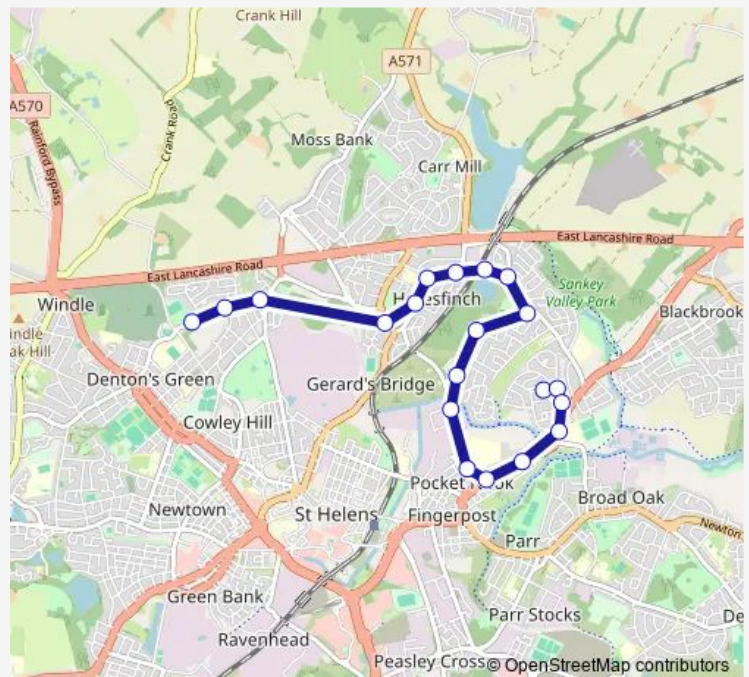 Crank Hill
A571
A570
Rainford Bypass
Crank Road
Moss Bank
Carr Mill
East Lancashire Road
East Lancashire Road
Windle
Sankey
Valley Park
Blackbrook
Denton's Green
Gerard's Bridge
Cowley Hill
Newtown
St Helens
Fingerpost
Broad Oak
Newton
Parr
Green Bank
Parr Stocks
De
Ravenhead
Peasley Cross
© OpenStreetMap contributors